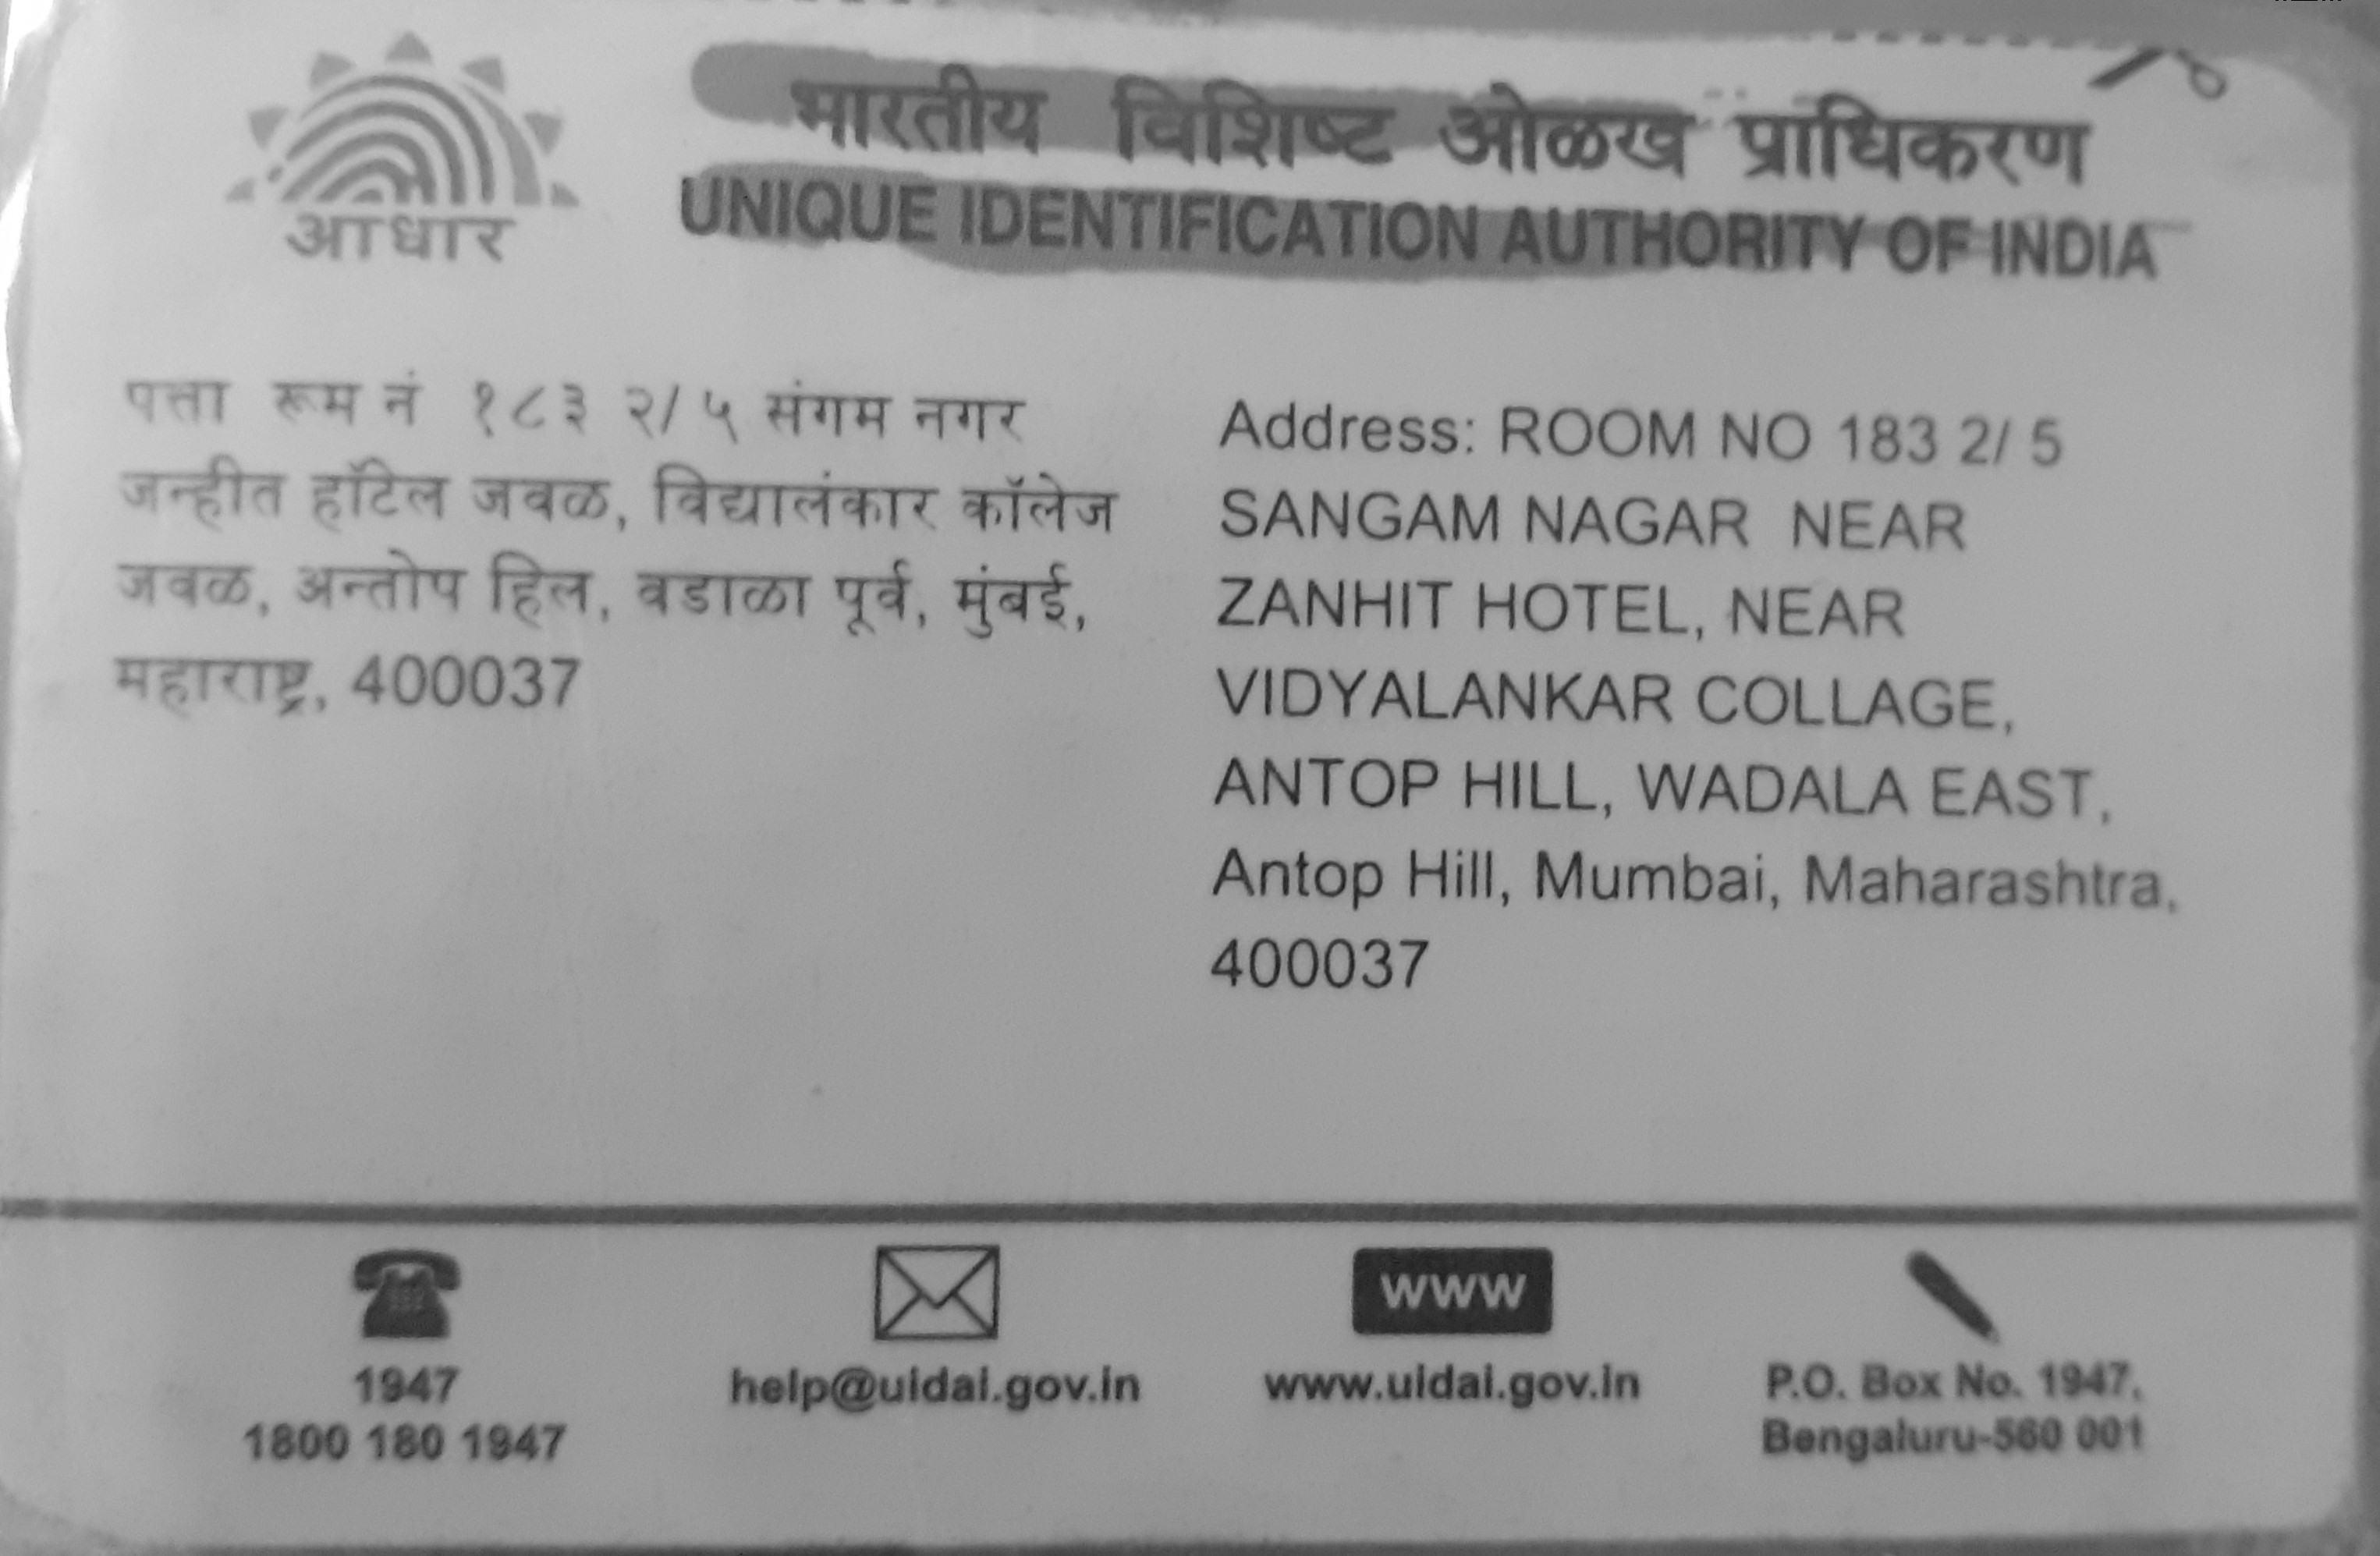 आधार
भारतीय विशिष्ट ओळख प्राधिकरण
UNIQUE IDENTIFICATION AUTHORITY OF INDIA
पत्ता रूम नं १८३ २/ ५ संगम नगर
जन्हीत हॉटेल जवळ, विद्यालंकार कॉलेज
जवळ, अन्तोप हिल, वडाळा पूर्व, मुंबई,
महाराष्ट्र, 400037
Address: ROOM NO 183 2/ 5
SANGAM NAGAR NEAR
ZANHIT HOTEL, NEAR
VIDYALANKAR COLLAGE,
ANTOP HILL, WADALA EAST,
Antop Hill, Mumbai, Maharashtra,
400037
1947
1800 180 1947
help@uidai.gov.in
WWW
www.uidai.gov.in
P.O. Box No. 1947,
Bengaluru-560 001